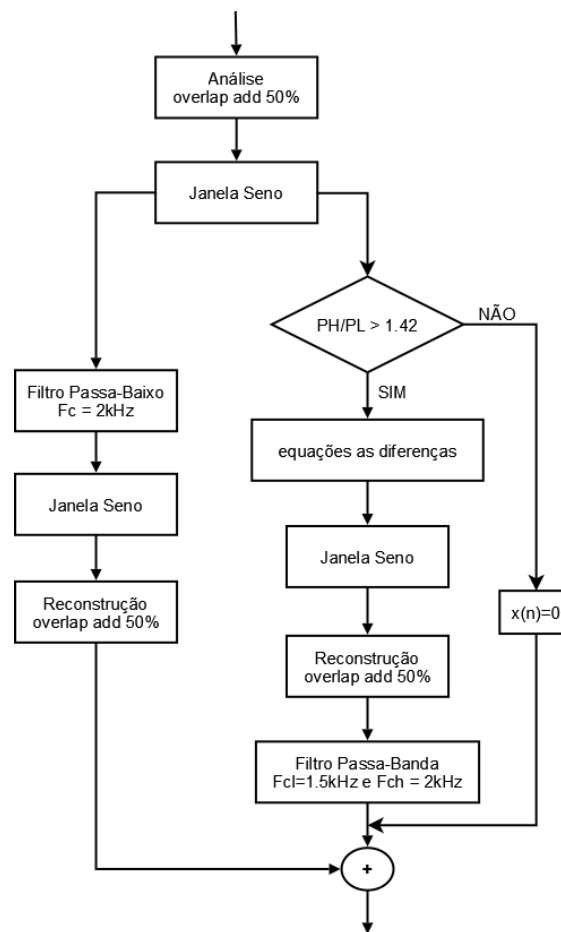 Análise
overlap add 50%
Janela Seno
PH/PL > 1.42
NÃO
SIM
Filtro Passa-Baixo
Fc = 2kHz
equações as diferenças
Janela Seno
Janela Seno
Reconstrução
overlap add 50%
x(n)=0
Reconstrução
overlap add 50%
Filtro Passa-Banda
Fcl=1.5kHz e Fch = 2kHz
+